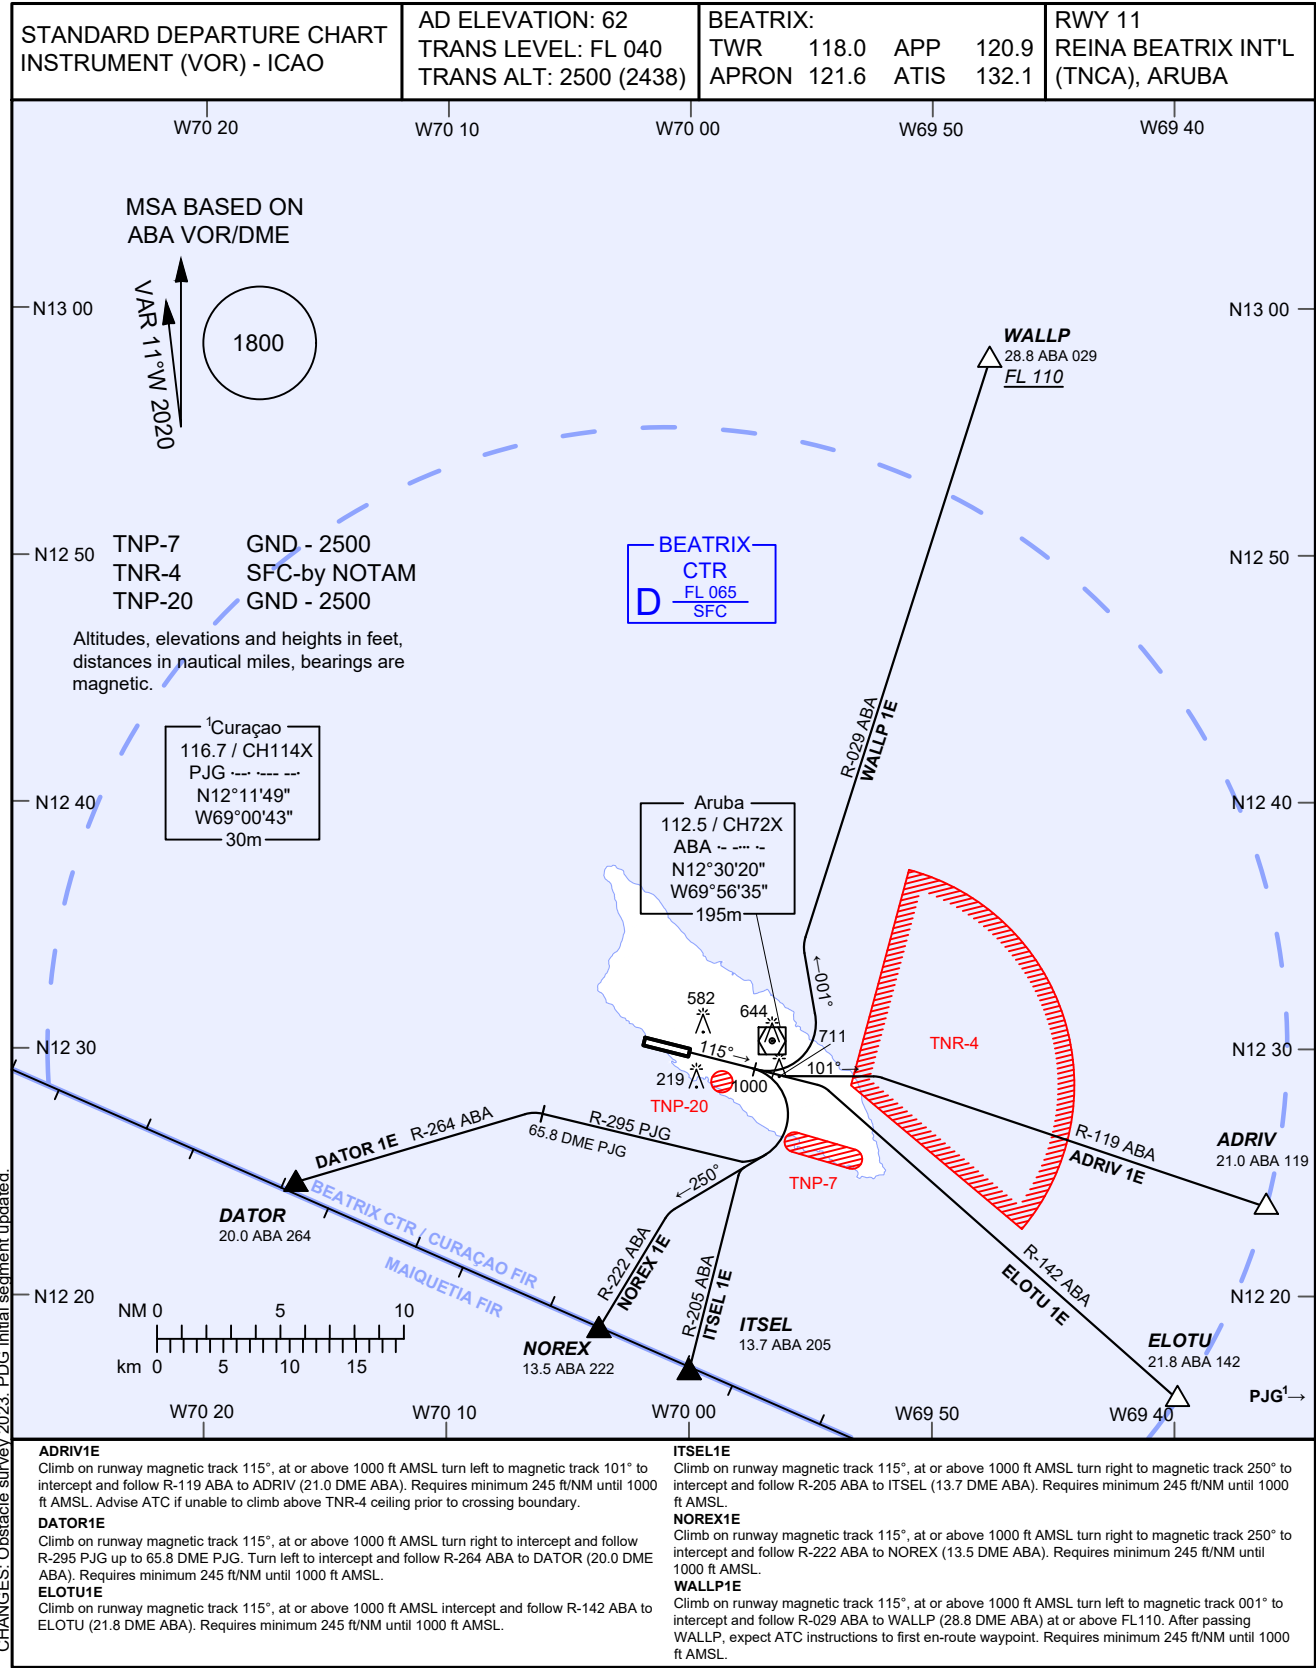 STANDARD DEPARTURE CHART
INSTRUMENT (VOR) - ICAO
AD ELEVATION: 62
TRANS LEVEL: FL 040
TRANS ALT: 2500 (2438)
BEATRIX:
TWR 118.0 APP 120.9
APRON 121.6 ATIS 132.1
RWY 11
REINA BEATRIX INT'L
(TNCA), ARUBA
W70 20 W70 10 W70 00 W69 50 W69 40
MSA BASED ON
ABA VOR/DME
VAR 11°W 2020
1800
N13 00 N13 00
WALLP
28.8 ABA 029
FL 110
N12 50 N12 50
TNP-7 GND - 2500
TNR-4 SFC-by NOTAM
TNP-20 GND - 2500
Altitudes, elevations and heights in feet,
distances in nautical miles, bearings are
magnetic.
BEATRIX
CTR
D FL 065
SFC
¹Curaçao
116.7 / CH114X
PJG ·--· ·--- --·
N12°11'49"
W69°00'43"
30m
R-029 ABA
WALLP 1E
N12 40 N12 40
Aruba
112.5 / CH72X
ABA ·- -··· ·-
N12°30'20"
W69°56'35"
195m
←001°
582
644
711
115°→
101°→
219
1000
TNP-20
TNR-4
TNP-7
N12 30 N12 30
DATOR 1E R-264 ABA
R-295 PJG
65.8 DME PJG
←250°
R-119 ABA
ADRIV 1E
ADRIV
21.0 ABA 119
DATOR
20.0 ABA 264
BEATRIX CTR / CURAÇAO FIR
MAIQUETIA FIR
R-222 ABA
NOREX 1E
R-205 ABA
ITSEL 1E
R-142 ABA
ELOTU 1E
N12 20 N12 20
NM 0 5 10
km 0 5 10 15
NOREX
13.5 ABA 222
ITSEL
13.7 ABA 205
ELOTU
21.8 ABA 142
PJG¹→
W70 20 W70 10 W70 00 W69 50 W69 40
CHANGES: Obstacle survey 2023. PDG initial segment updated.
ADRIV1E
Climb on runway magnetic track 115°, at or above 1000 ft AMSL turn left to magnetic track 101° to
intercept and follow R-119 ABA to ADRIV (21.0 DME ABA). Requires minimum 245 ft/NM until 1000
ft AMSL. Advise ATC if unable to climb above TNR-4 ceiling prior to crossing boundary.
DATOR1E
Climb on runway magnetic track 115°, at or above 1000 ft AMSL turn right to intercept and follow
R-295 PJG up to 65.8 DME PJG. Turn left to intercept and follow R-264 ABA to DATOR (20.0 DME
ABA). Requires minimum 245 ft/NM until 1000 ft AMSL.
ELOTU1E
Climb on runway magnetic track 115°, at or above 1000 ft AMSL intercept and follow R-142 ABA to
ELOTU (21.8 DME ABA). Requires minimum 245 ft/NM until 1000 ft AMSL.
ITSEL1E
Climb on runway magnetic track 115°, at or above 1000 ft AMSL turn right to magnetic track 250° to
intercept and follow R-205 ABA to ITSEL (13.7 DME ABA). Requires minimum 245 ft/NM until 1000
ft AMSL.
NOREX1E
Climb on runway magnetic track 115°, at or above 1000 ft AMSL turn right to magnetic track 250° to
intercept and follow R-222 ABA to NOREX (13.5 DME ABA). Requires minimum 245 ft/NM until
1000 ft AMSL.
WALLP1E
Climb on runway magnetic track 115°, at or above 1000 ft AMSL turn left to magnetic track 001° to
intercept and follow R-029 ABA to WALLP (28.8 DME ABA) at or above FL110. After passing
WALLP, expect ATC instructions to first en-route waypoint. Requires minimum 245 ft/NM until 1000
ft AMSL.